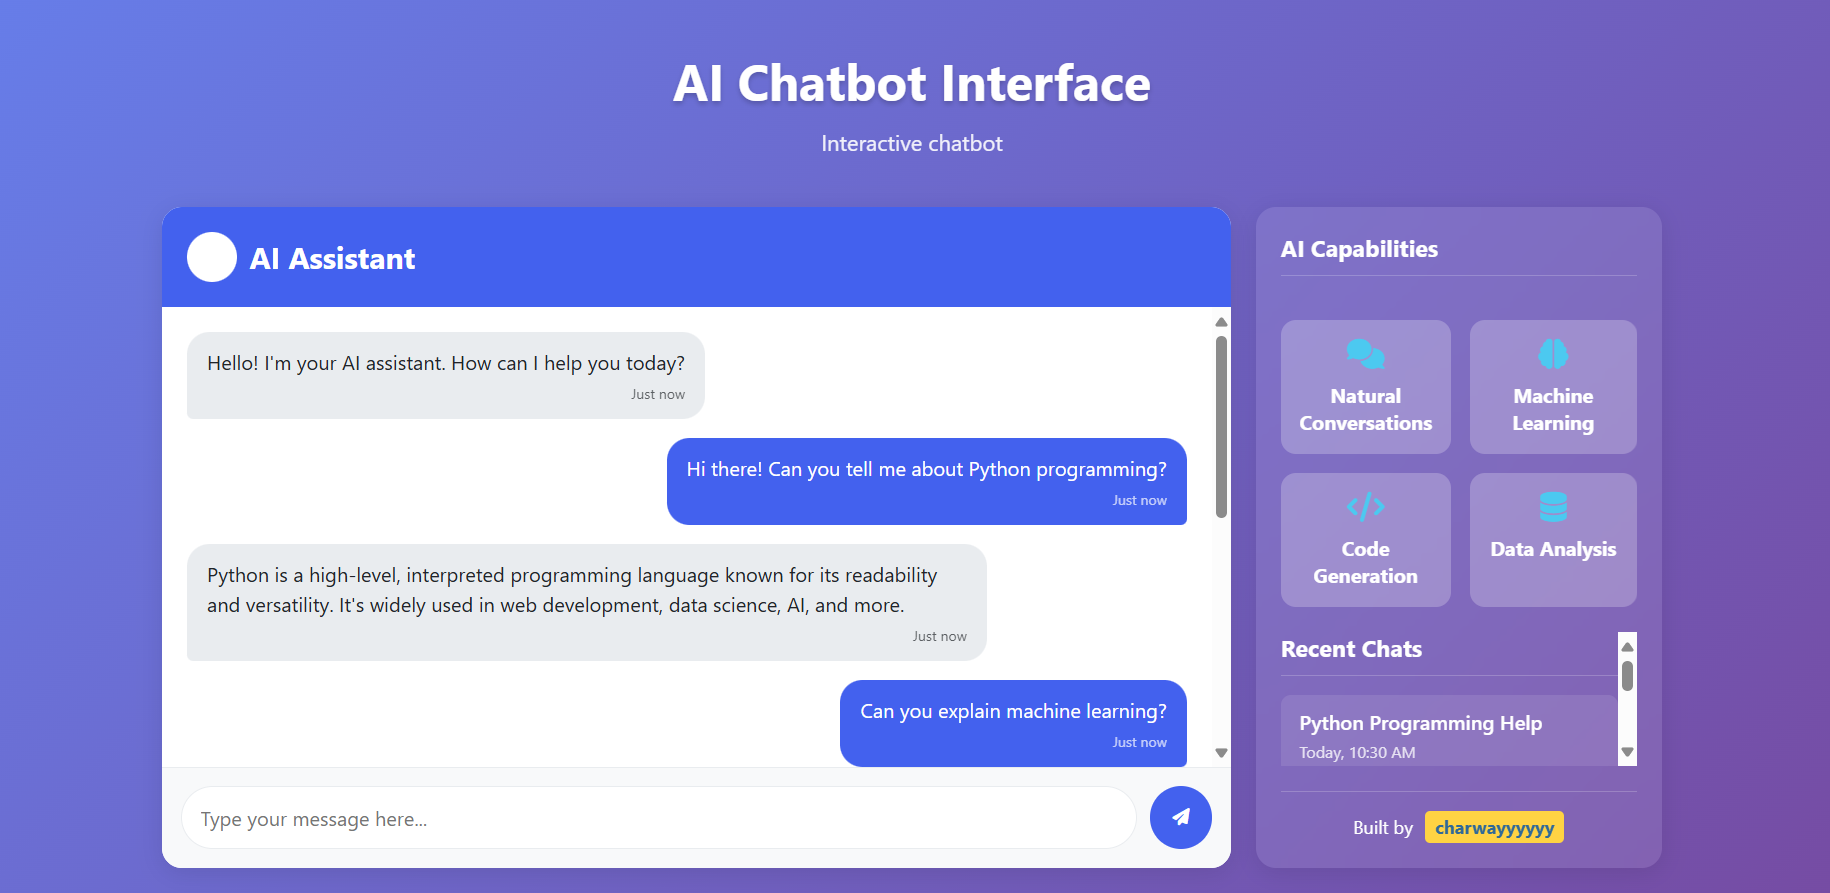 AI Chatbot Interface
Interactive chatbot
AI Assistant
Hello! I'm your AI assistant. How can I help you today?
Just now
Hi there! Can you tell me about Python programming?
Just now
Python is a high-level, interpreted programming language known for its readability
and versatility. It's widely used in web development, data science, AI, and more.
Just now
Can you explain machine learning?
Just now
Type your message here...
AI Capabilities
Natural
Conversations
Machine
Learning
Code
Generation
Data Analysis
Recent Chats
Python Programming Help
Today, 10:30 AM
Built by charwayyyyyy